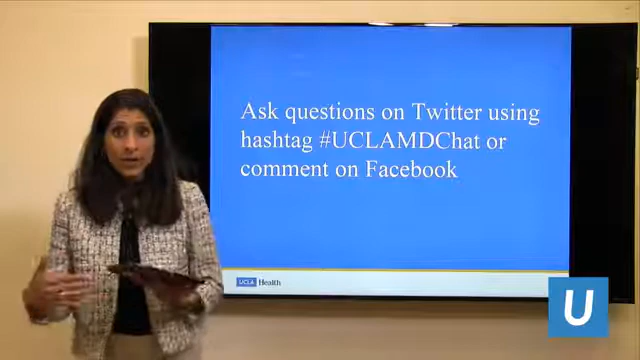 Ask questions on Twitter using
hashtag #UCLAMDChat or
comment on Facebook
UCLA Health
U